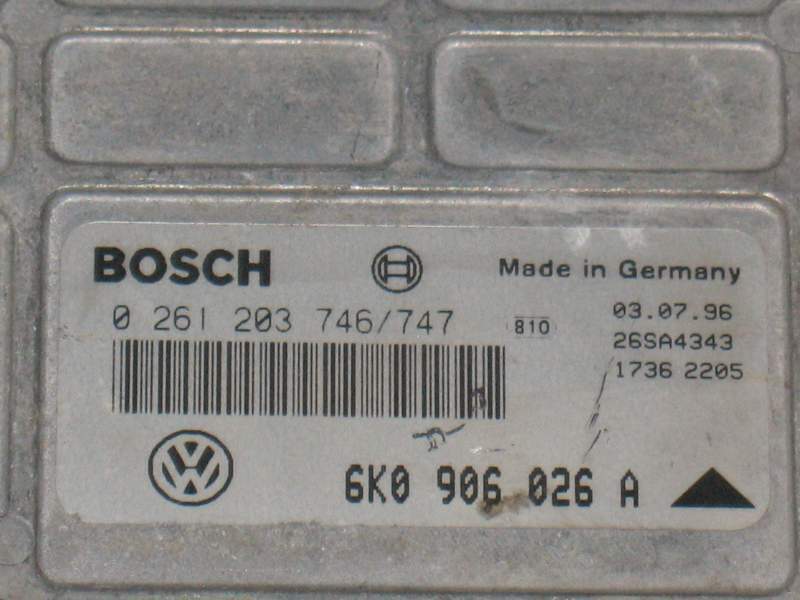 BOSCH
Made in Germany
0 261 203 746/747
810
03.07.96
26SA4343
1736 2205
6K0 906 026 A